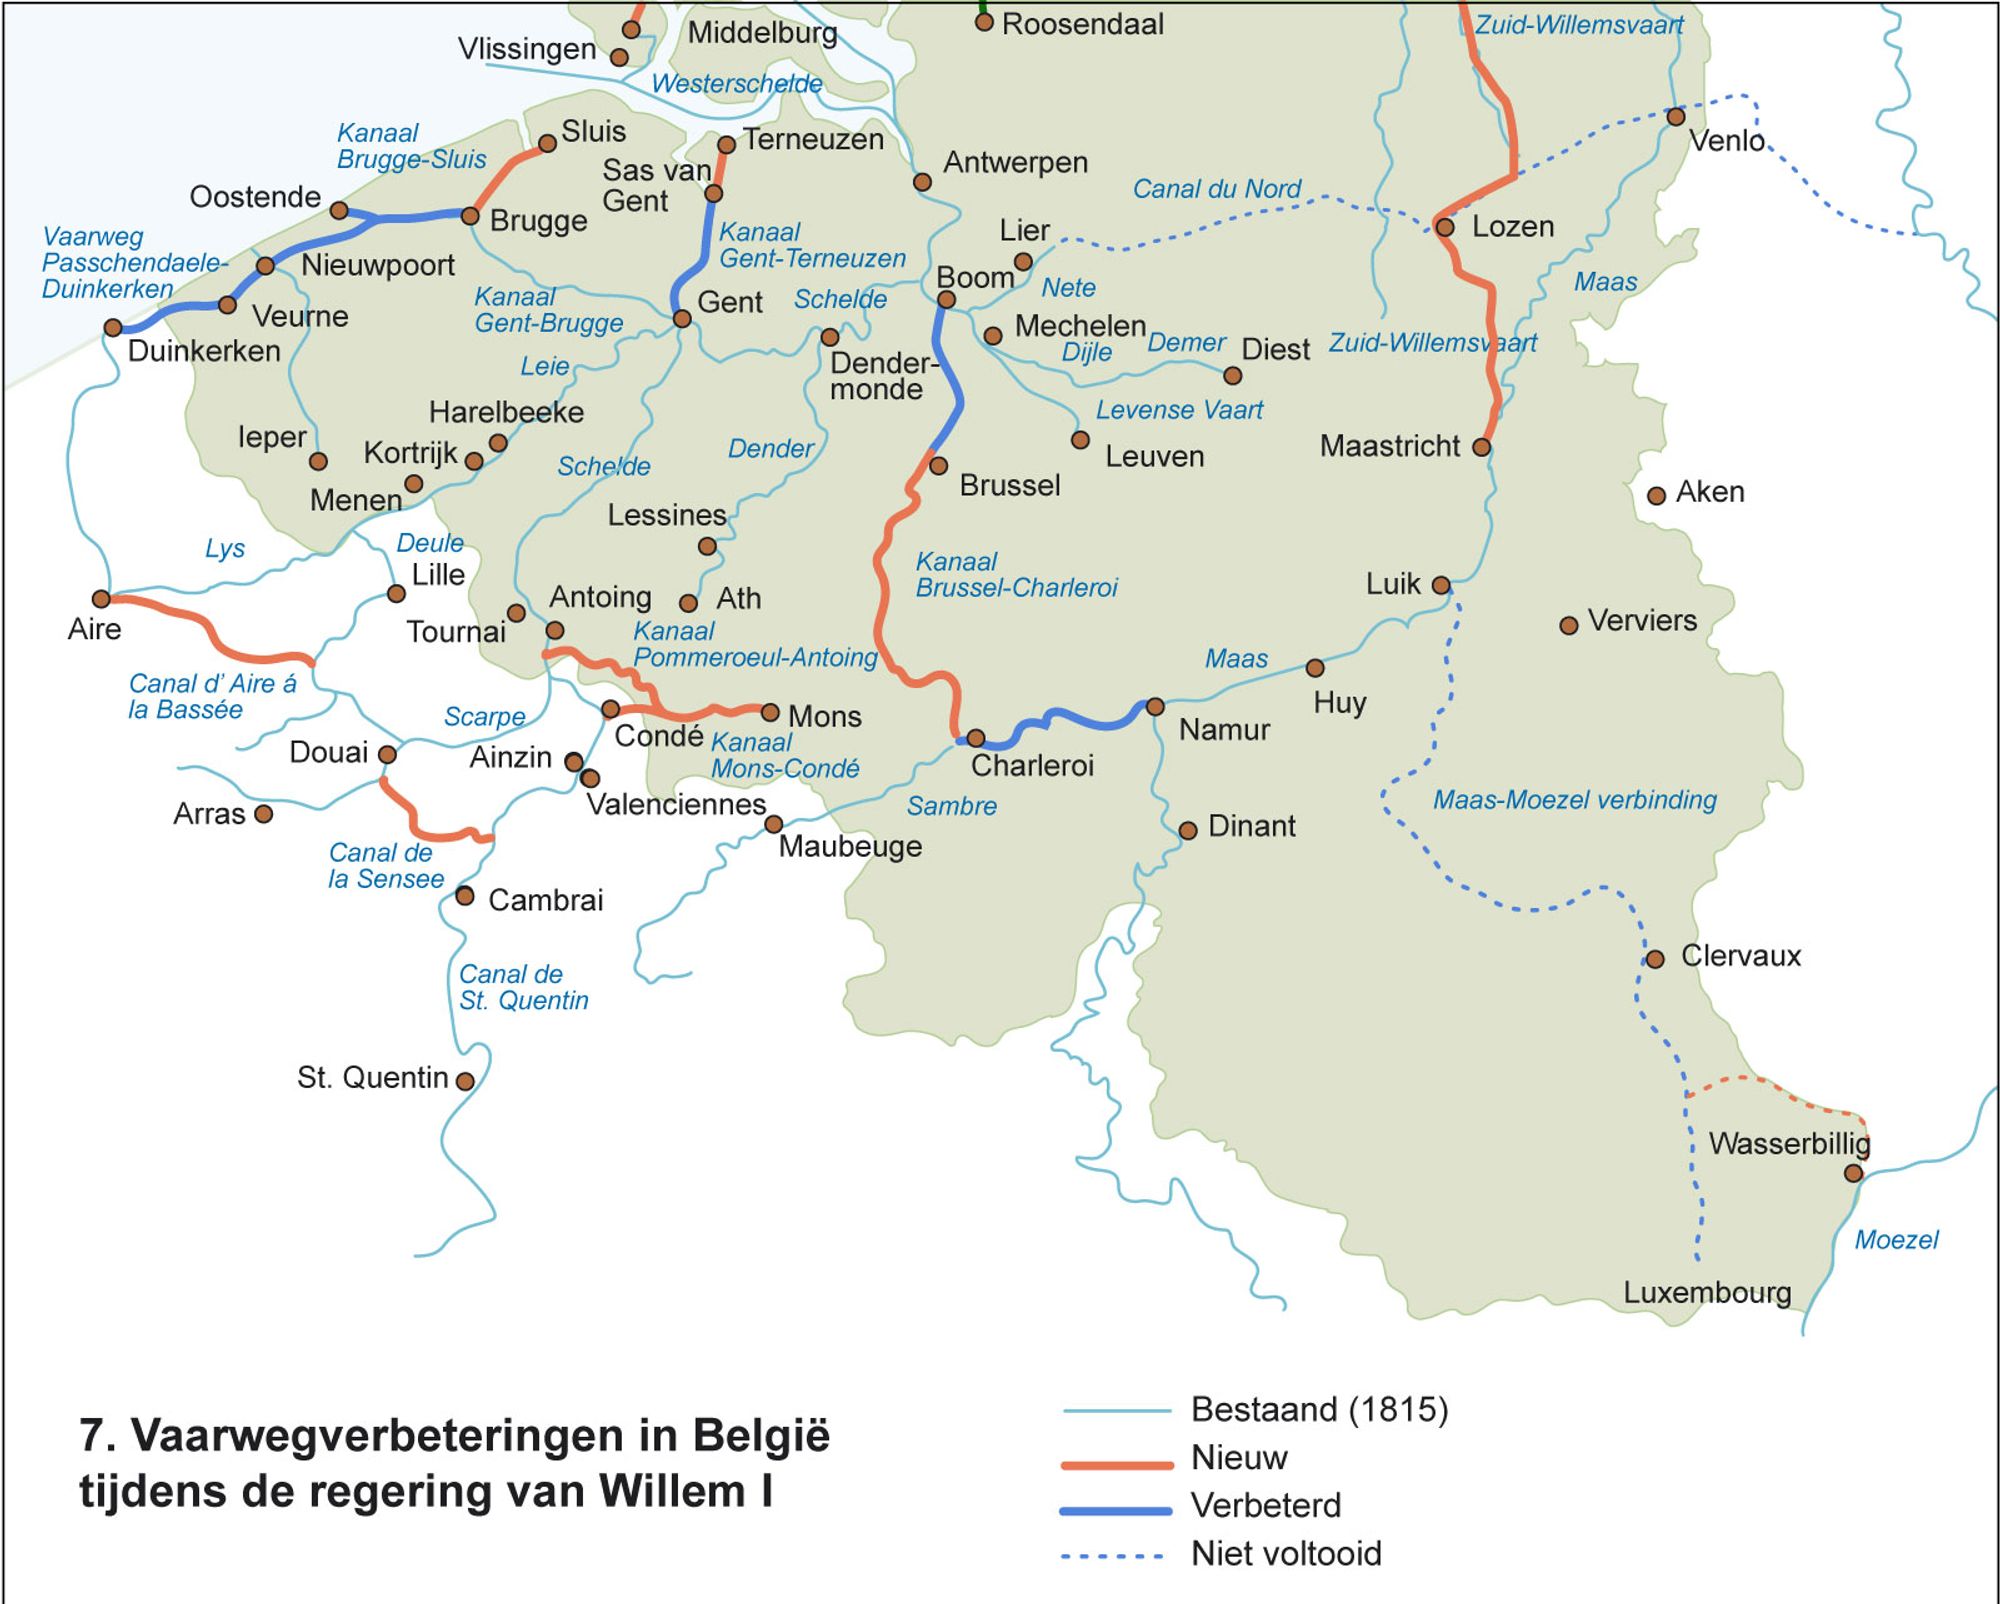 Vlissingen
Middelburg
Roosendaal
Zuid-Willemsvaart
Westerschelde
Kanaal
Brugge-Sluis
Sluis
Terneuzen
Venlo
Sas van
Gent
Antwerpen
Oostende
Canal du Nord
Brugge
Lier
Lozen
Vaarweg
Passchendaele-
Duinkerken
Kanaal
Gent-Terneuzen
Nieuwpoort
Boom
Nete
Maas
Kanaal
Gent-Brugge
Gent
Schelde
Veurne
Mechelen
Duinkerken
Dijle
Demer
Diest
Zuid-Willemsvaart
Leie
Dender-
monde
Harelbeeke
Levense Vaart
Ieper
Kortrijk
Schelde
Dender
Leuven
Maastricht
Menen
Brussel
Aken
Lessines
Lys
Deule
Kanaal
Brussel-Charleroi
Lille
Luik
Antoing
Ath
Aire
Tournai
Verviers
Kanaal
Pommeroeul-Antoing
Maas
Canal d' Aire á
la Bassée
Huy
Scarpe
Mons
Condé
Namur
Kanaal
Mons-Condé
Douai
Ainzin
Charleroi
Valenciennes
Sambre
Maas-Moezel verbinding
Arras
Maubeuge
Dinant
Canal de
la Sensee
Cambrai
Clervaux
Canal de
St. Quentin
St. Quentin
Wasserbillig
Moezel
Luxembourg
7. Vaarwegverbeteringen in België
tijdens de regering van Willem I
Bestaand (1815)
Nieuw
Verbeterd
Niet voltooid